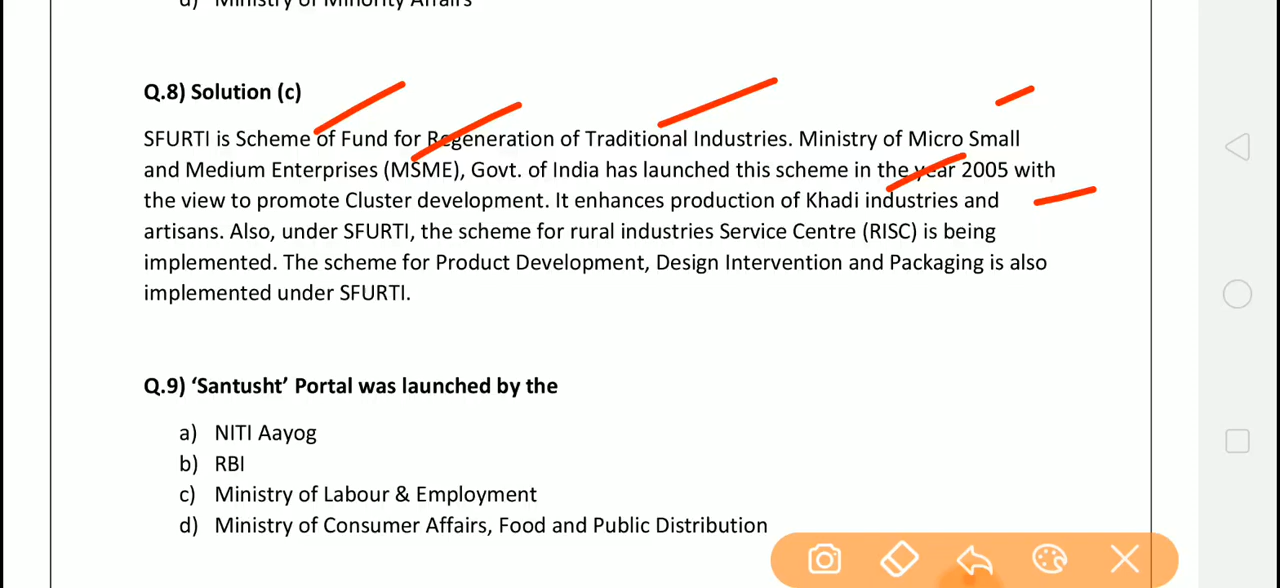 d) Ministry of Minority Affairs
Q.8) Solution (c)
SFURTI is Scheme of Fund for Regeneration of Traditional Industries. Ministry of Micro Small
and Medium Enterprises (MSME), Govt. of India has launched this scheme in the year 2005 with
the view to promote Cluster development. It enhances production of Khadi industries and
artisans. Also, under SFURTI, the scheme for rural industries Service Centre (RISC) is being
implemented. The scheme for Product Development, Design Intervention and Packaging is also
implemented under SFURTI.
Q.9) ‘Santusht’ Portal was launched by the
a) NITI Aayog
b) RBI
c) Ministry of Labour & Employment
d) Ministry of Consumer Affairs, Food and Public Distribution